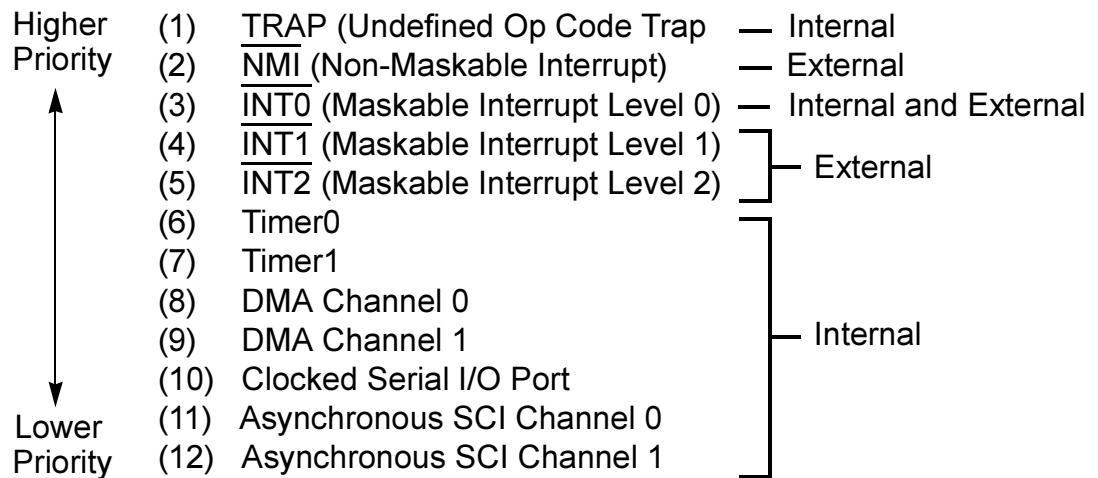 Higher Priority
(1) TRAP (Undefined Op Code Trap — Internal
(2) NMI (Non-Maskable Interrupt) — External
(3) INT0 (Maskable Interrupt Level 0) — Internal and External
(4) INT1 (Maskable Interrupt Level 1)
(5) INT2 (Maskable Interrupt Level 2)
External
(6) Timer0
(7) Timer1
(8) DMA Channel 0
(9) DMA Channel 1
(10) Clocked Serial I/O Port
(11) Asynchronous SCI Channel 0
(12) Asynchronous SCI Channel 1
Internal
Lower Priority